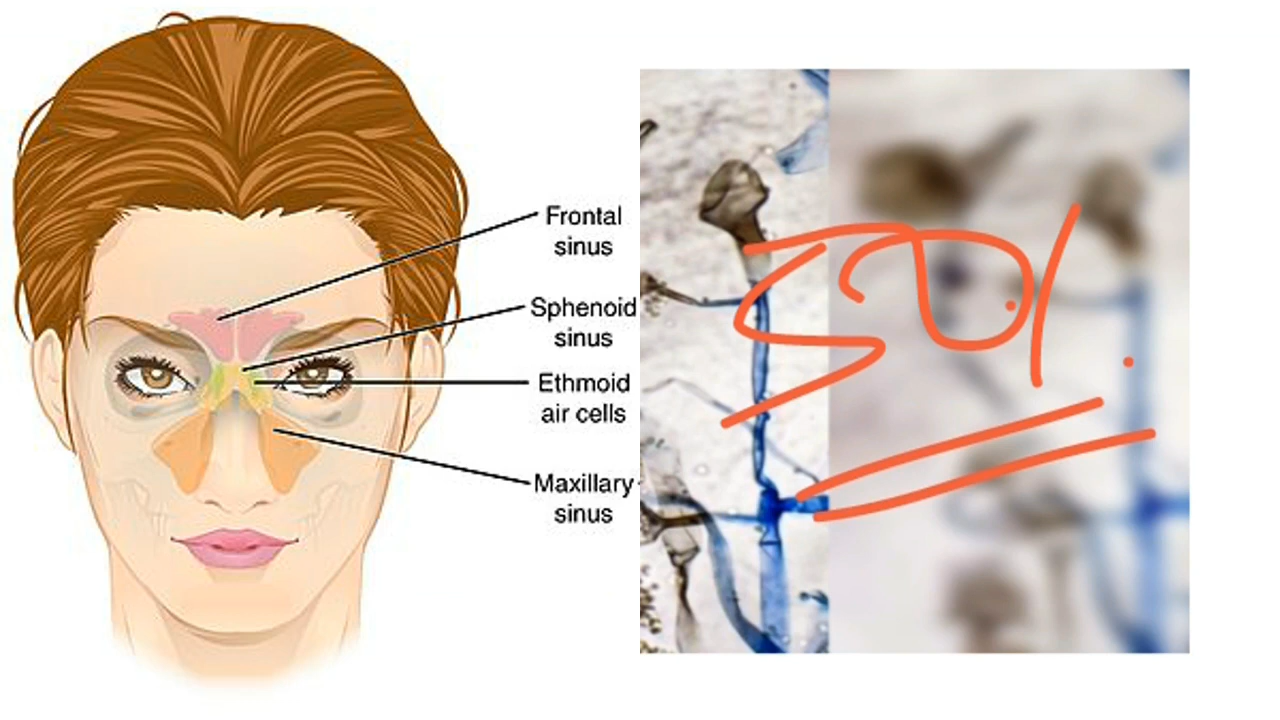 Frontal
sinus
Sphenoid
sinus
Ethmoid
air cells
Maxillary
sinus